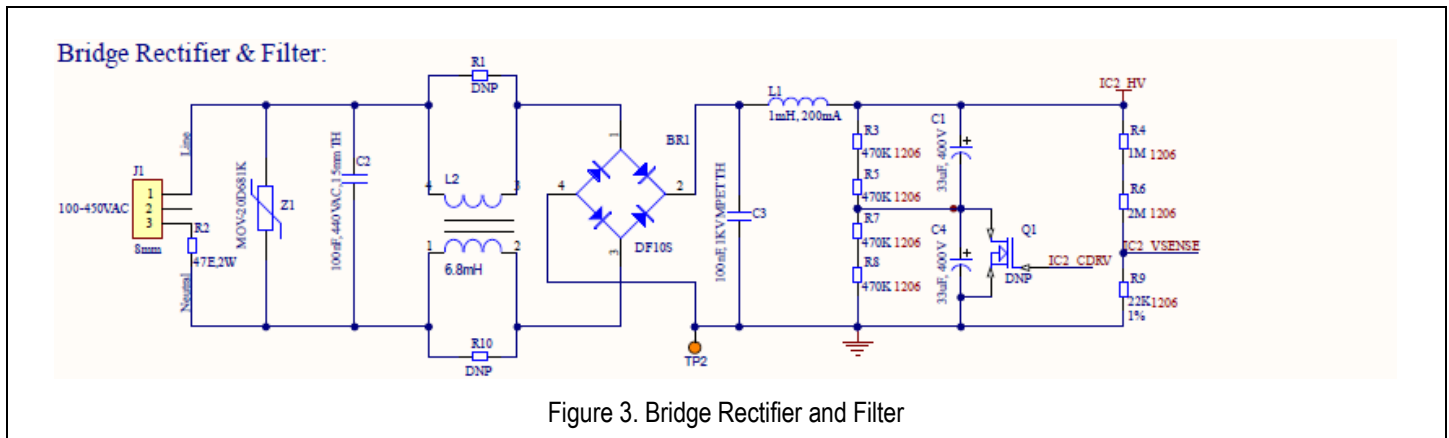 Bridge Rectifier & Filter:
R1
DNP
Line
J1
1
2
3
100-450VAC
8mm
R2
47E,2W
Neutral
Z1
MOV-20D681K
C2
100nF,440VAC,15mm TH
4
L2
3
1
2
6.8mH
R10
DNP
1
BR1
4
2
3
DF10S
TP2
C3
100nF,1KV MPET TH
L1
1mH, 200mA
R3
470K 1206
R5
470K 1206
R7
470K 1206
R8
470K 1206
C1
33uF, 400V
+
C4
33uF, 400V
+
Q1
DNP
IC2_CDRV
IC2_HV
R4
1M 1206
R6
2M 1206
IC2_VSENSE
R9
22K 1206
1%
Figure 3. Bridge Rectifier and Filter